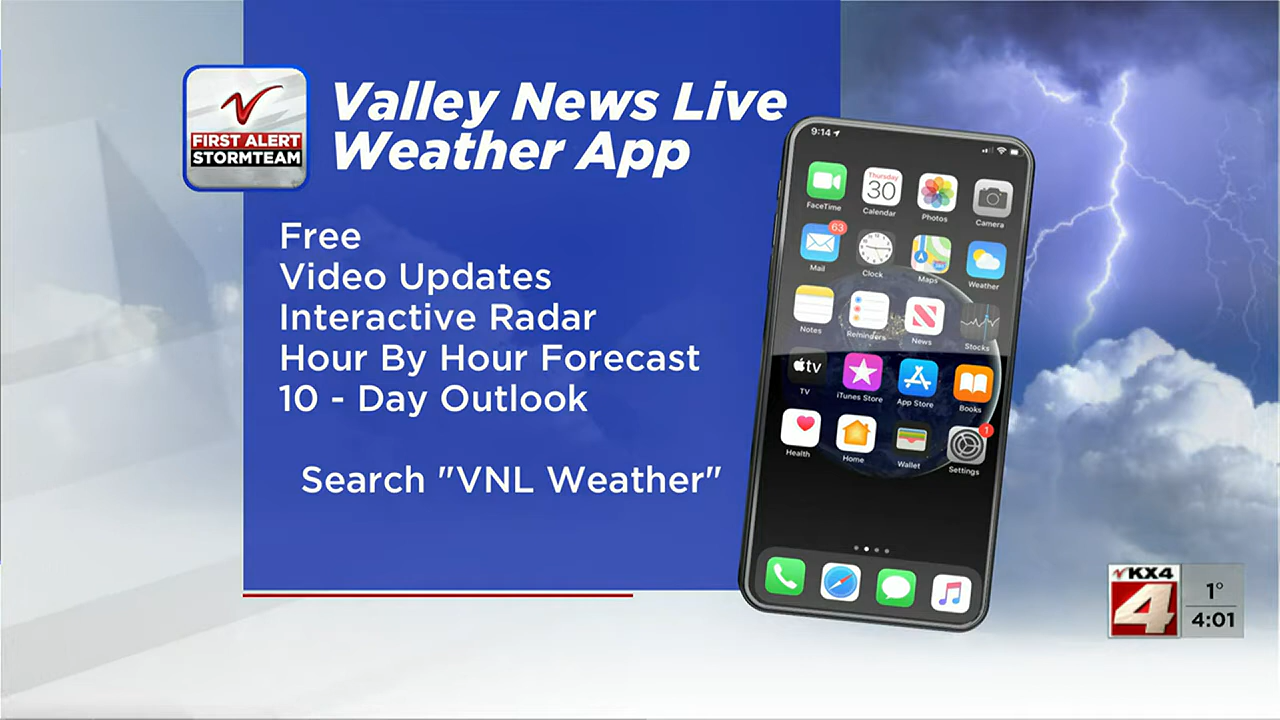 FIRST ALERT
STORMTEAM
Valley News Live
Weather App
Free
Video Updates
Interactive Radar
Hour By Hour Forecast
10 - Day Outlook
Search "VNL Weather"
9:14
Thursday
30
FaceTime
Calendar
Photos
Camera
63
Mail
Clock
Maps
Weather
Notes
Reminders
News
Stocks
tv
TV
iTunes Store
App Store
Books
1
Health
Home
Wallet
Settings
KX4
4
1°
4:01